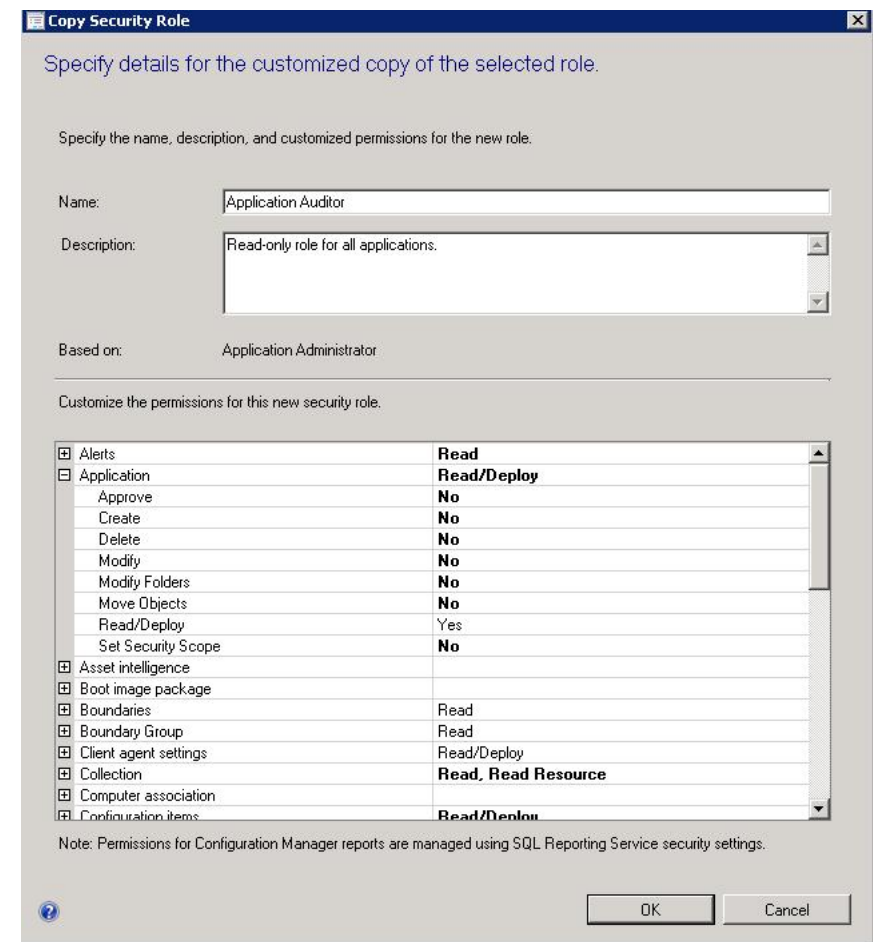 Copy Security Role
Specify details for the customized copy of the selected role.
Specify the name, description, and customized permissions for the new role.
Name: Application Auditor
Description: Read-only role for all applications.
Based on: Application Administrator
Customize the permissions for this new security role.
Alerts Read
Application Read/Deploy
Approve No
Create No
Delete No
Modify No
Modify Folders No
Move Objects No
Read/Deploy Yes
Set Security Scope No
Asset intelligence
Boot image package
Boundaries Read
Boundary Group Read
Client agent settings Read/Deploy
Collection Read, Read Resource
Computer association
Configuration items Read/Deploy
Note: Permissions for Configuration Manager reports are managed using SQL Reporting Service security settings.
OK Cancel